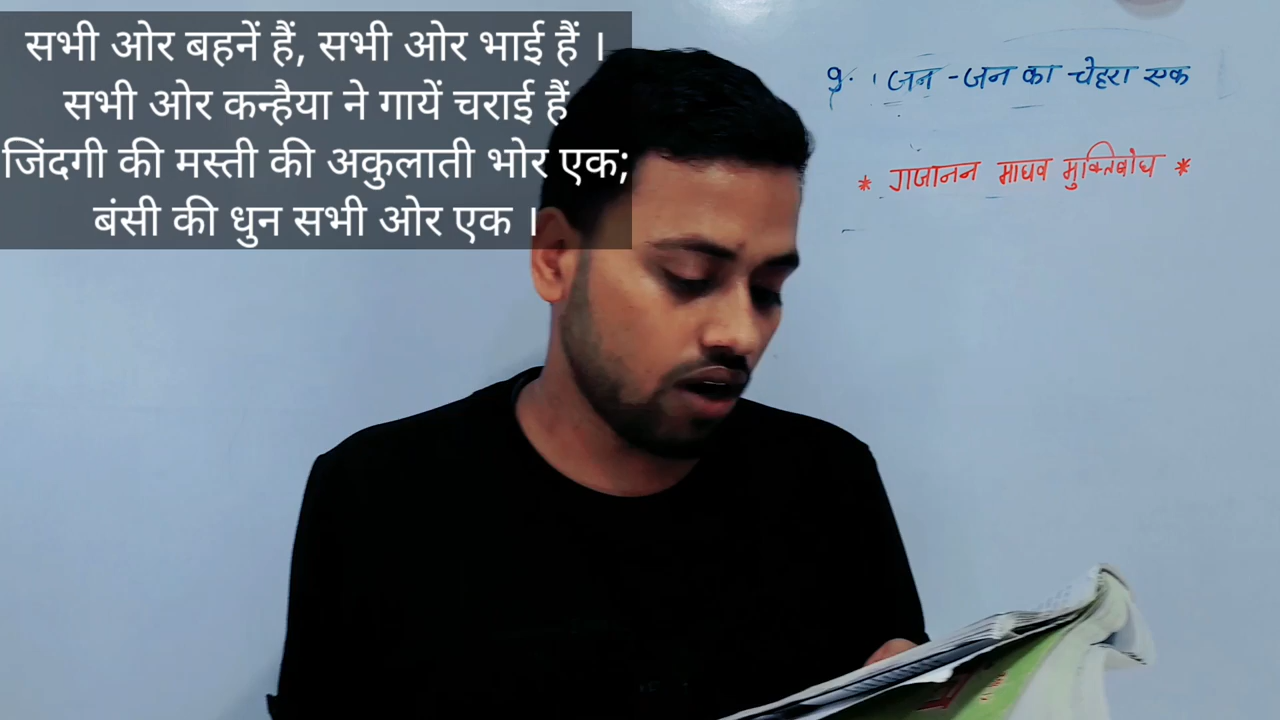 सभी ओर बहनें हैं, सभी ओर भाई हैं ।
सभी ओर कन्हैया ने गायें चराई हैं
जिंदगी की मस्ती की अकुलाती भोर एक;
बंसी की धुन सभी ओर एक ।
९. जन -जन का चेहरा एक
* गजानन माधव मुक्तिबोध *